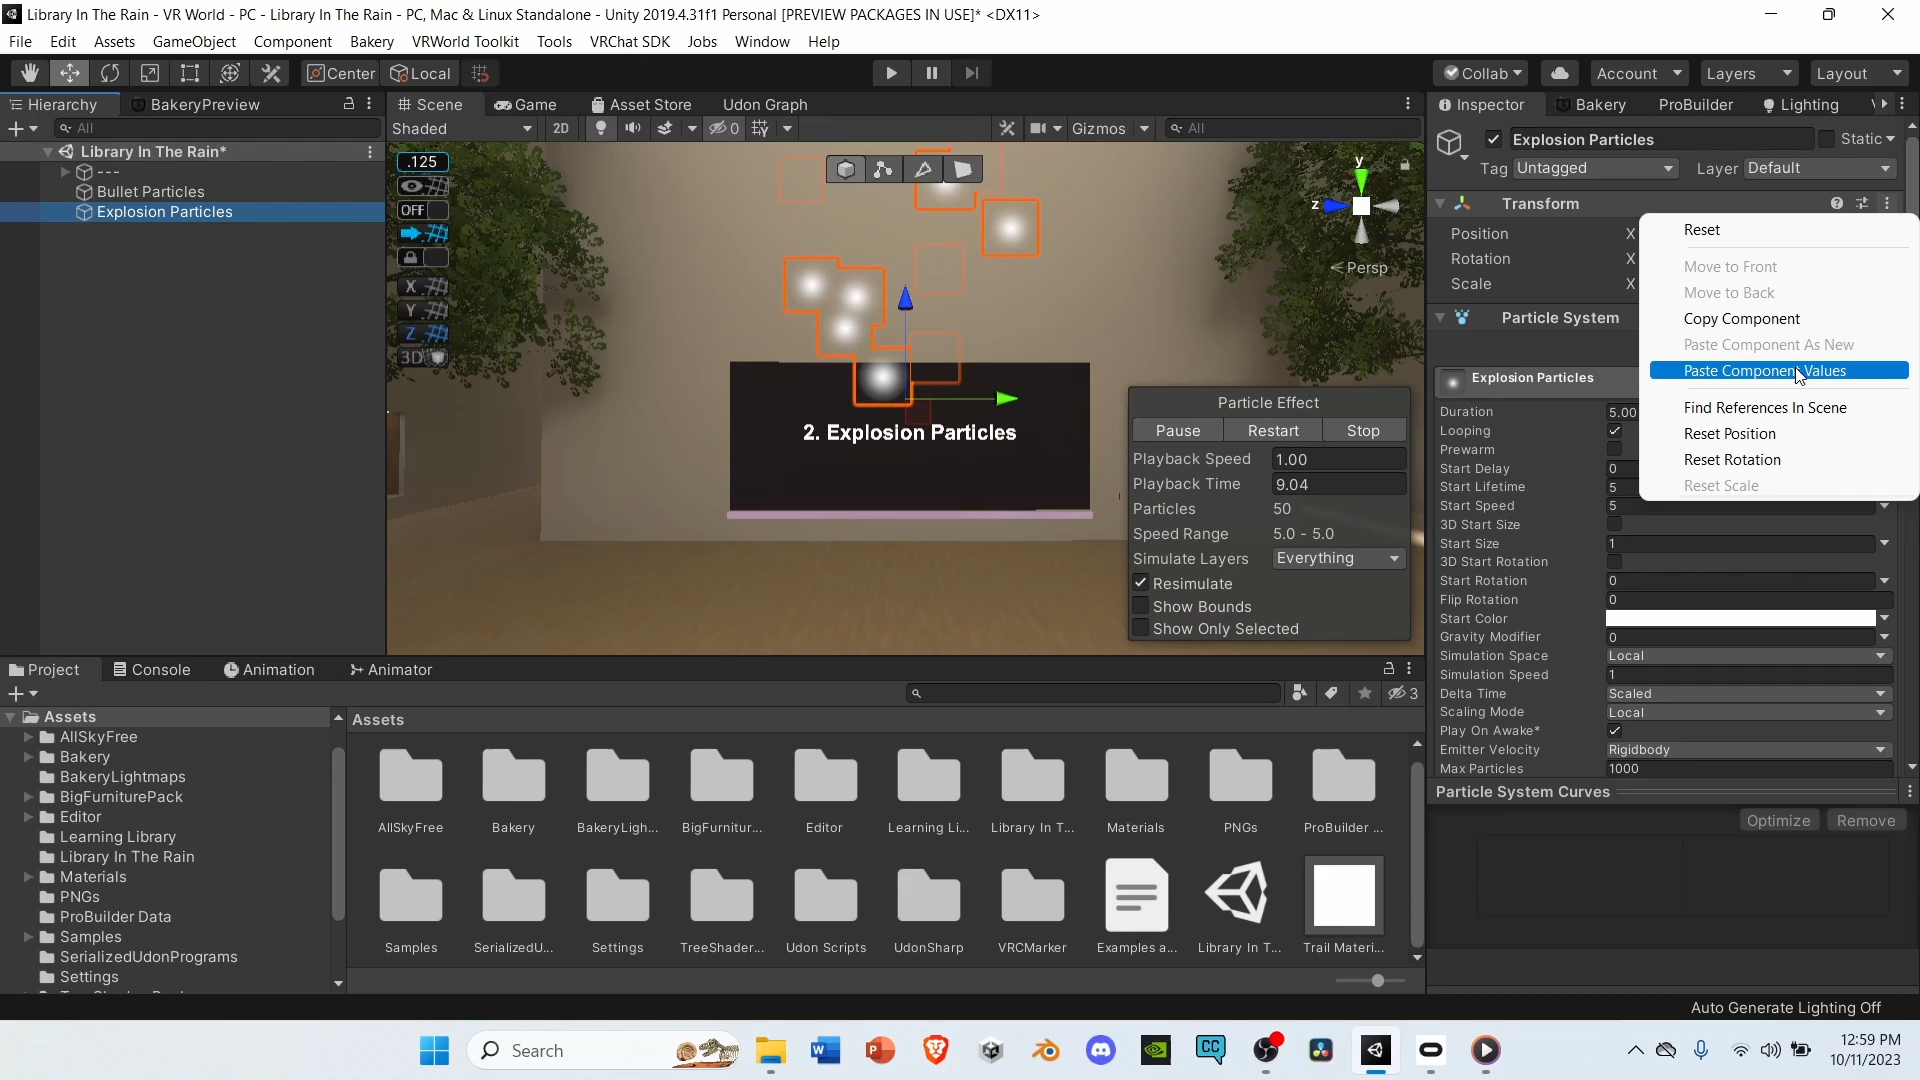 Library In The Rain - VR World - PC - Library In The Rain - PC, Mac & Linux Standalone - Unity 2019.4.31f1 Personal [PREVIEW PACKAGES IN USE]* <DX11>
File Edit Assets GameObject Component Bakery VRWorld Toolkit Tools VRChat SDK Jobs Window Help
Center Local Collab Account Layers Layout
Hierarchy BakeryPreview
All
Library In The Rain*
---
Bullet Particles
Explosion Particles
Scene Game Asset Store Udon Graph
Shaded 2D 0 Gizmos All
.125
OFF
X
Y
Z
3D
y
z
Persp
2. Explosion Particles
Particle Effect
Pause Restart Stop
Playback Speed 1.00
Playback Time 9.04
Particles 50
Speed Range 5.0 - 5.0
Simulate Layers Everything
Resimulate
Show Bounds
Show Only Selected
Inspector Bakery ProBuilder Lighting
Explosion Particles Static
Tag Untagged Layer Default
Transform
Position X
Rotation X
Scale X
Particle System
Reset
Move to Front
Move to Back
Copy Component
Paste Component As New
Paste Component Values
Find References In Scene
Reset Position
Reset Rotation
Reset Scale
Explosion Particles
Duration 5.00
Looping
Prewarm
Start Delay 0
Start Lifetime 5
Start Speed 5
3D Start Size
Start Size 1
3D Start Rotation
Start Rotation 0
Flip Rotation 0
Start Color
Gravity Modifier 0
Simulation Space Local
Simulation Speed 1
Delta Time Scaled
Scaling Mode Local
Play On Awake*
Emitter Velocity Rigidbody
Max Particles 1000
Particle System Curves
Optimize Remove
Project Console Animation Animator
3
Assets
AllSkyFree
Bakery
BakeryLightmaps
BigFurniturePack
Editor
Learning Library
Library In The Rain
Materials
PNGs
ProBuilder Data
Samples
SerializedUdonPrograms
Settings
Assets
AllSkyFree Bakery BakeryLigh... BigFurnitur... Editor Learning Li... Library In T... Materials PNGs ProBuilder ...
Samples SerializedU... Settings TreeShader... Udon Scripts UdonSharp VRCMarker Examples a... Library In T... Trail Materi...
Auto Generate Lighting Off
Search
CC
12:59 PM
10/11/2023